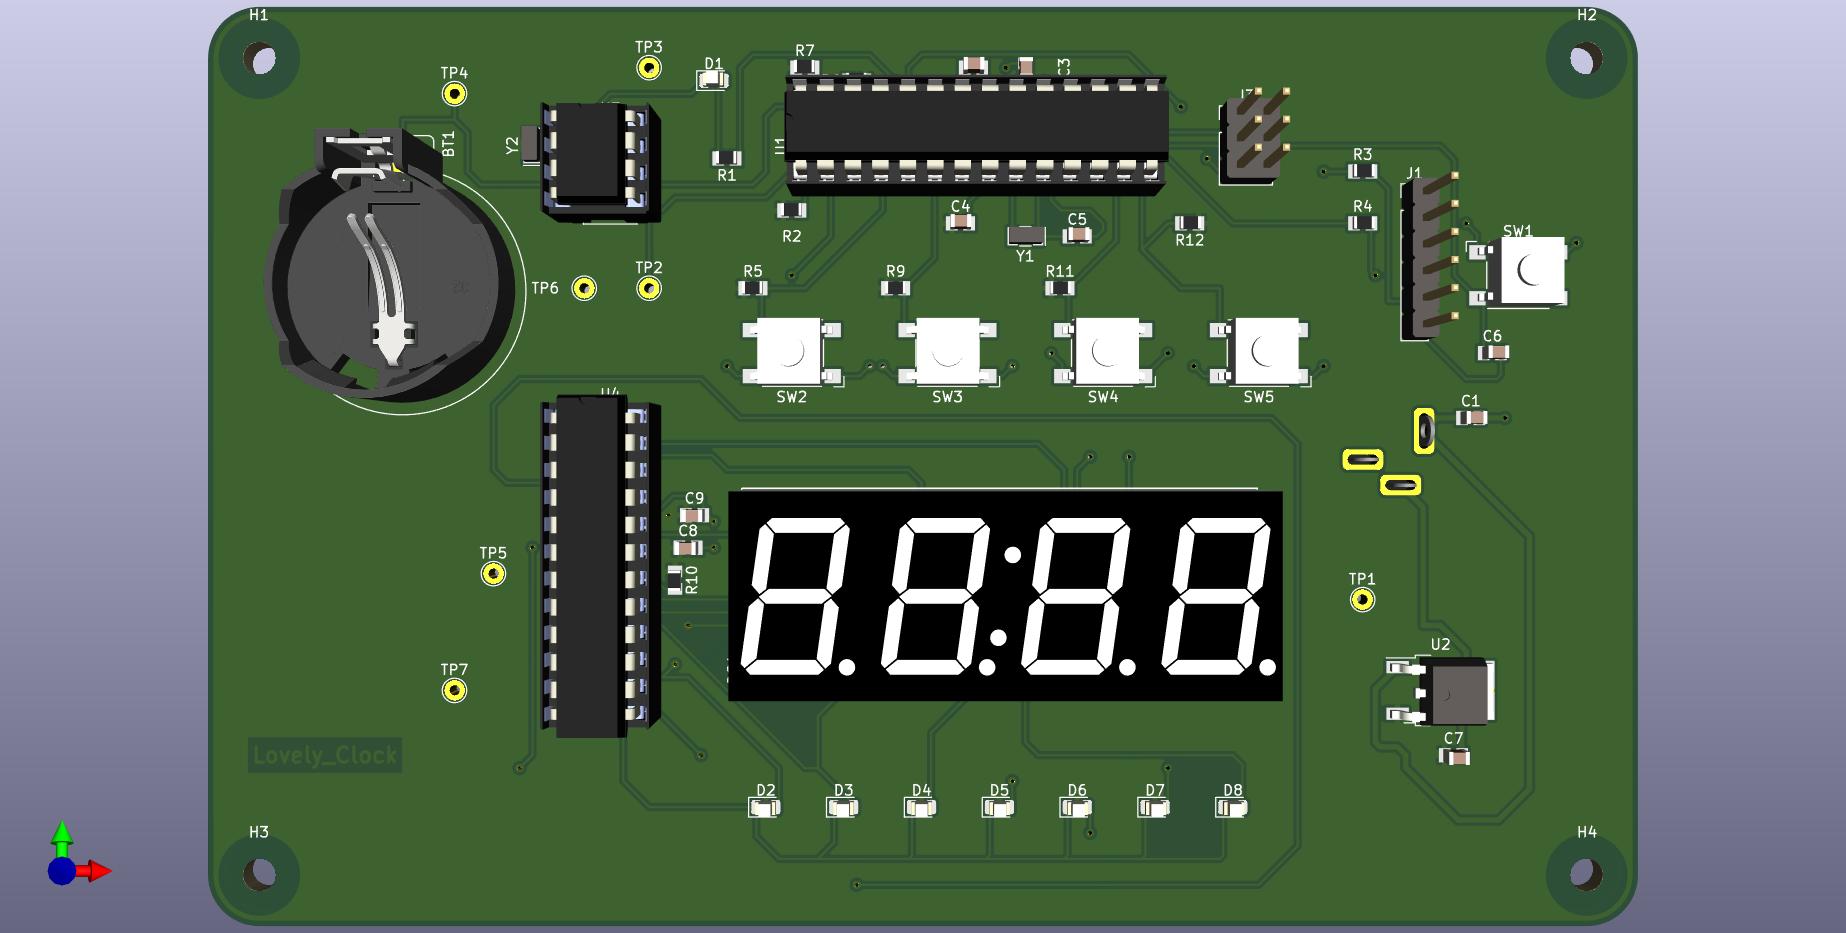 H1
H2
TP3
R7
D1
C3
TP4
BT1
Y2
R1
R3
J1
R4
R2
C4
C5
R12
SW1
Y1
TP6
TP2
R5
R9
R11
C6
SW2
SW3
SW4
SW5
C1
C9
C8
R10
TP5
TP1
U2
TP7
C7
Lovely_Clock
D2
D3
D4
D5
D6
D7
D8
H3
H4